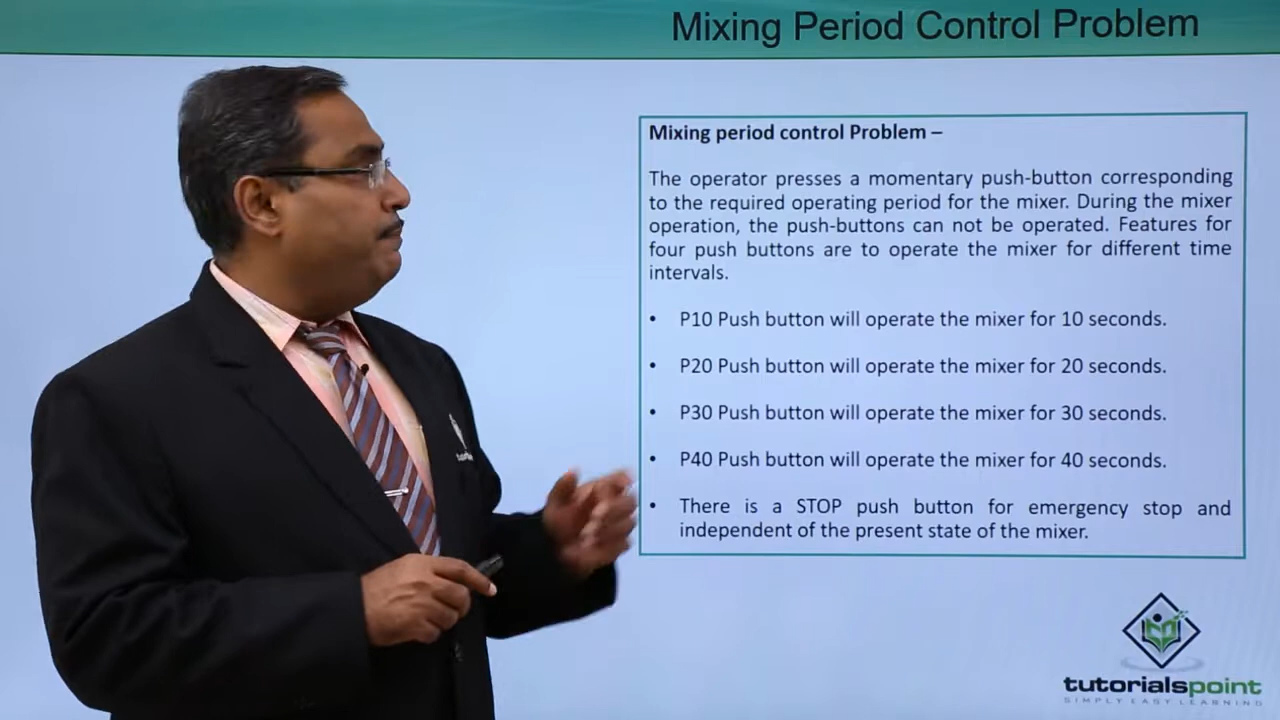 Mixing Period Control Problem
Mixing period control Problem –
The operator presses a momentary push-button corresponding
to the required operating period for the mixer. During the mixer
operation, the push-buttons can not be operated. Features for
four push buttons are to operate the mixer for different time
intervals.
• P10 Push button will operate the mixer for 10 seconds.
• P20 Push button will operate the mixer for 20 seconds.
• P30 Push button will operate the mixer for 30 seconds.
• P40 Push button will operate the mixer for 40 seconds.
• There is a STOP push button for emergency stop and
independent of the present state of the mixer.
tutorialspoint
SIMPLY EASY LEARNING